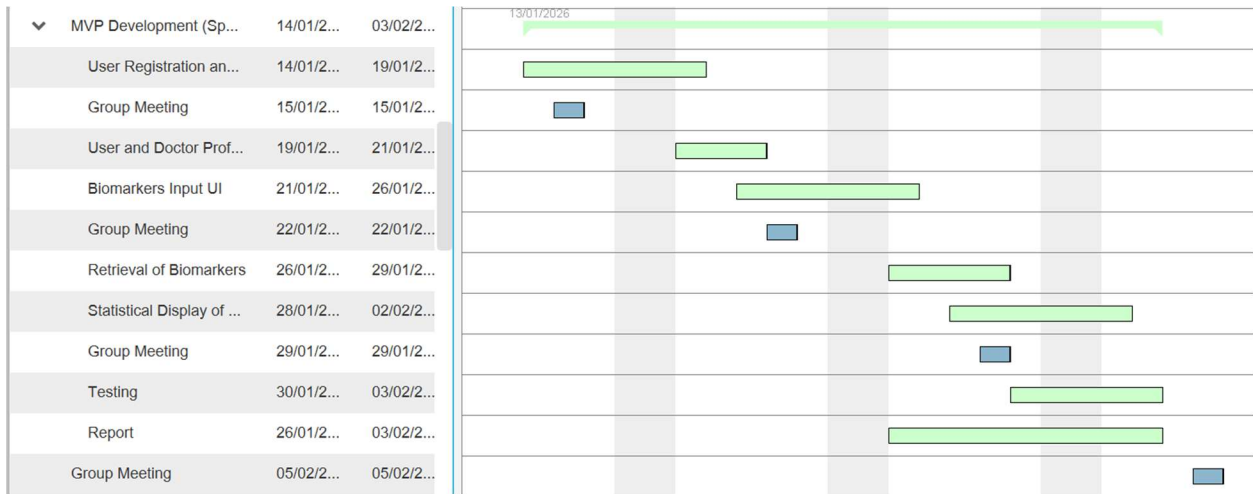 13/01/2026
MVP Development (Sp... 14/01/2... 03/02/2...
User Registration an... 14/01/2... 19/01/2...
Group Meeting 15/01/2... 15/01/2...
User and Doctor Prof... 19/01/2... 21/01/2...
Biomarkers Input UI 21/01/2... 26/01/2...
Group Meeting 22/01/2... 22/01/2...
Retrieval of Biomarkers 26/01/2... 29/01/2...
Statistical Display of ... 28/01/2... 02/02/2...
Group Meeting 29/01/2... 29/01/2...
Testing 30/01/2... 03/02/2...
Report 26/01/2... 03/02/2...
Group Meeting 05/02/2... 05/02/2...